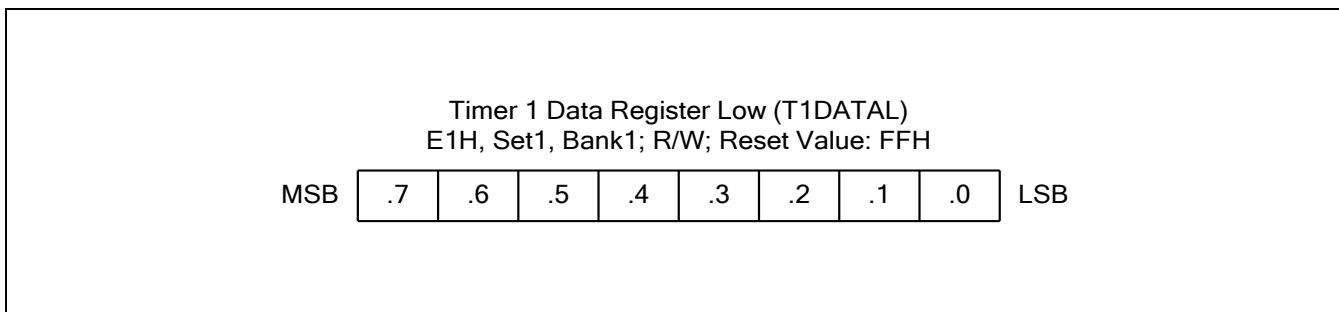 Timer 1 Data Register Low (T1DATAL)
E1H, Set1, Bank1; R/W; Reset Value: FFH
MSB .7 .6 .5 .4 .3 .2 .1 .0 LSB